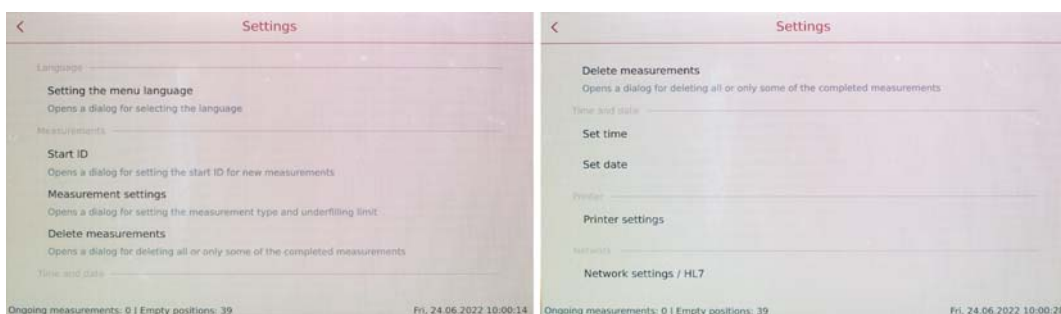 Settings
Language
Setting the menu language
Opens a dialog for selecting the language
Measurements
Start ID
Opens a dialog for setting the start ID for new measurements
Measurement settings
Opens a dialog for setting the measurement type and underfilling limit
Delete measurements
Opens a dialog for deleting all or only some of the completed measurements
Time and date
Ongoing measurements: 0 | Empty positions: 39
Fri, 24.06.2022 10:00:14
Settings
Delete measurements
Opens a dialog for deleting all or only some of the completed measurements
Time and date
Set time
Set date
Printer
Printer settings
Network
Network settings / HL7
Ongoing measurements: 0 | Empty positions: 39
Fri, 24.06.2022